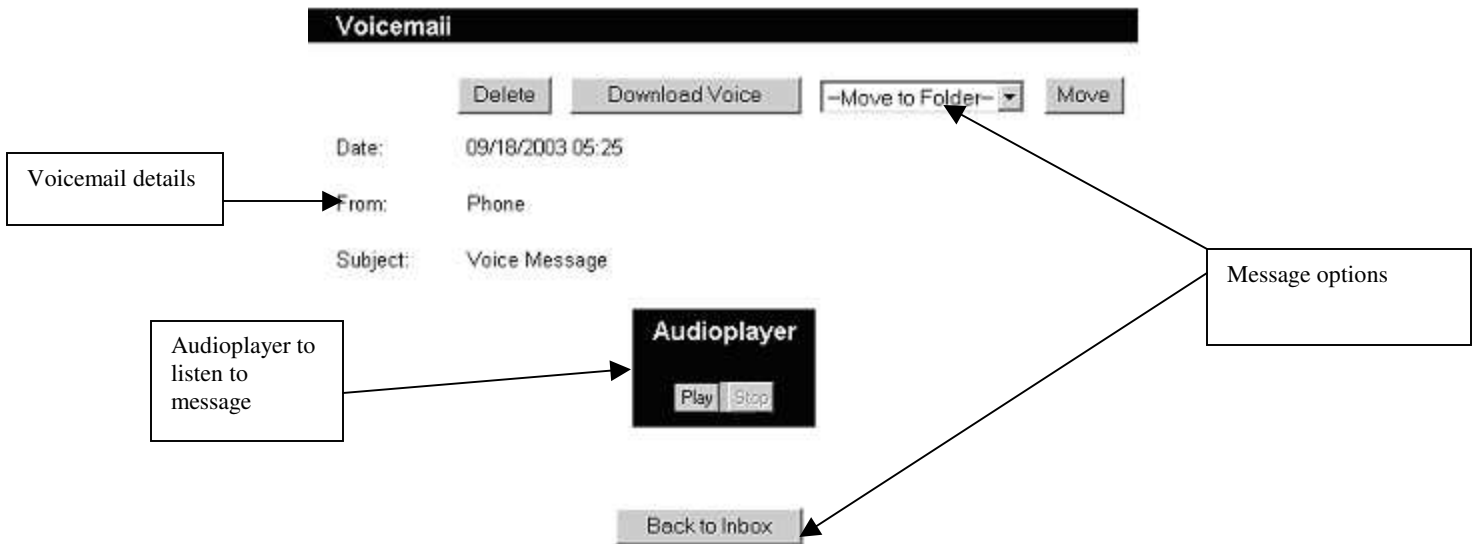 Voicemail
Delete Download Voice --Move to Folder-- Move
Date: 09/18/2003 05:25
Voicemail details
From: Phone
Subject: Voice Message
Message options
Audioplayer
Audioplayer to
listen to
message
Play Stop
Back to Inbox